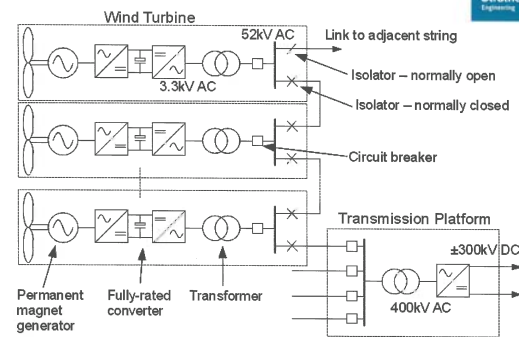 Engineering
Wind Turbine
52kV AC
Link to adjacent string
Isolator – normally open
3.3kV AC
Isolator – normally closed
Circuit breaker
Transmission Platform
±300kV DC
400kV AC
Permanent
magnet
generator
Fully-rated
converter
Transformer